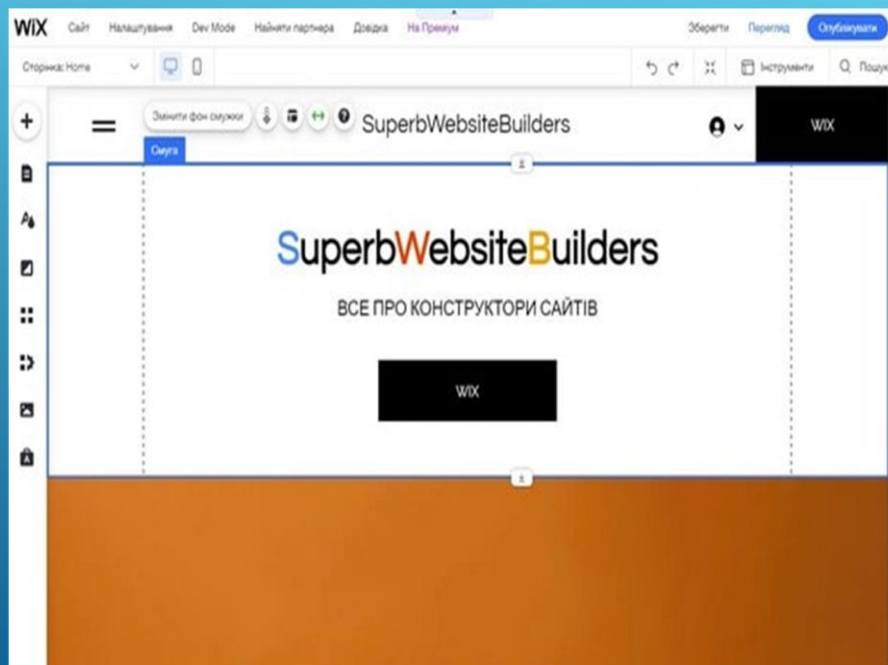 WIX Сайт Налаштування Dev Mode Найняти партнера Довідка На Преміум Зберегти Перегляд Опублікувати
Сторінка: Home Інструменти Пошук
Змінити фон смужки SuperbWebsiteBuilders WIX
Смуга
SuperbWebsiteBuilders
ВСЕ ПРО КОНСТРУКТОРИ САЙТІВ
WIX